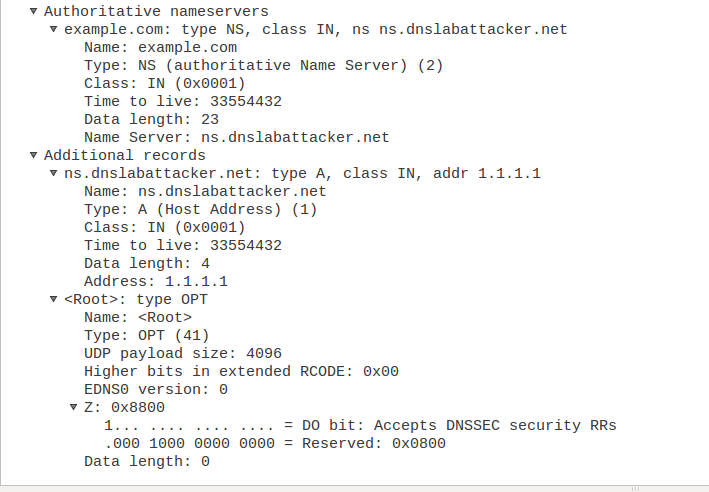 Authoritative nameservers
example.com: type NS, class IN, ns ns.dnslabattacker.net
Name: example.com
Type: NS (authoritative Name Server) (2)
Class: IN (0x0001)
Time to live: 33554432
Data length: 23
Name Server: ns.dnslabattacker.net
Additional records
ns.dnslabattacker.net: type A, class IN, addr 1.1.1.1
Name: ns.dnslabattacker.net
Type: A (Host Address) (1)
Class: IN (0x0001)
Time to live: 33554432
Data length: 4
Address: 1.1.1.1
<Root>: type OPT
Name: <Root>
Type: OPT (41)
UDP payload size: 4096
Higher bits in extended RCODE: 0x00
EDNS0 version: 0
Z: 0x8800
1... .... .... .... = DO bit: Accepts DNSSEC security RRs
.000 1000 0000 0000 = Reserved: 0x0800
Data length: 0